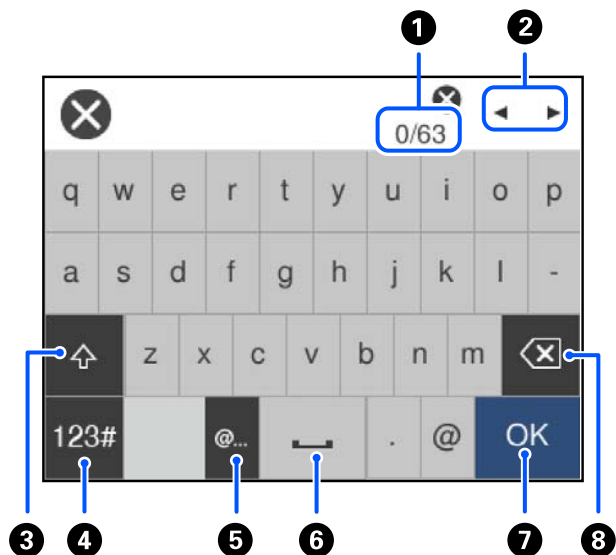 1 2
0/63
q w e r t y u i o p
a s d f g h j k l -
z x c v b n m
123# @... . @ OK
3 4 5 6 7 8